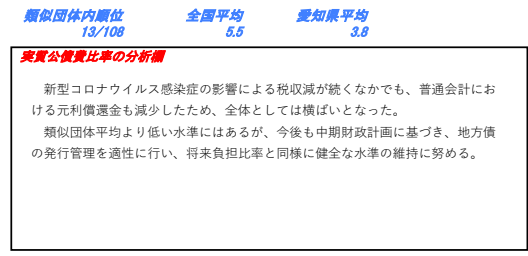 類似団体内順位 全国平均 愛知県平均
13/108 5.5 3.8
実質公債費比率の分析欄
新型コロナウイルス感染症の影響による税収減が続くなかでも、普通会計にお
ける元利償還金も減少したため、全体としては横ばいとなった。
類似団体平均より低い水準にはあるが、今後も中期財政計画に基づき、地方債
の発行管理を適性に行い、将来負担比率と同様に健全な水準の維持に努める。